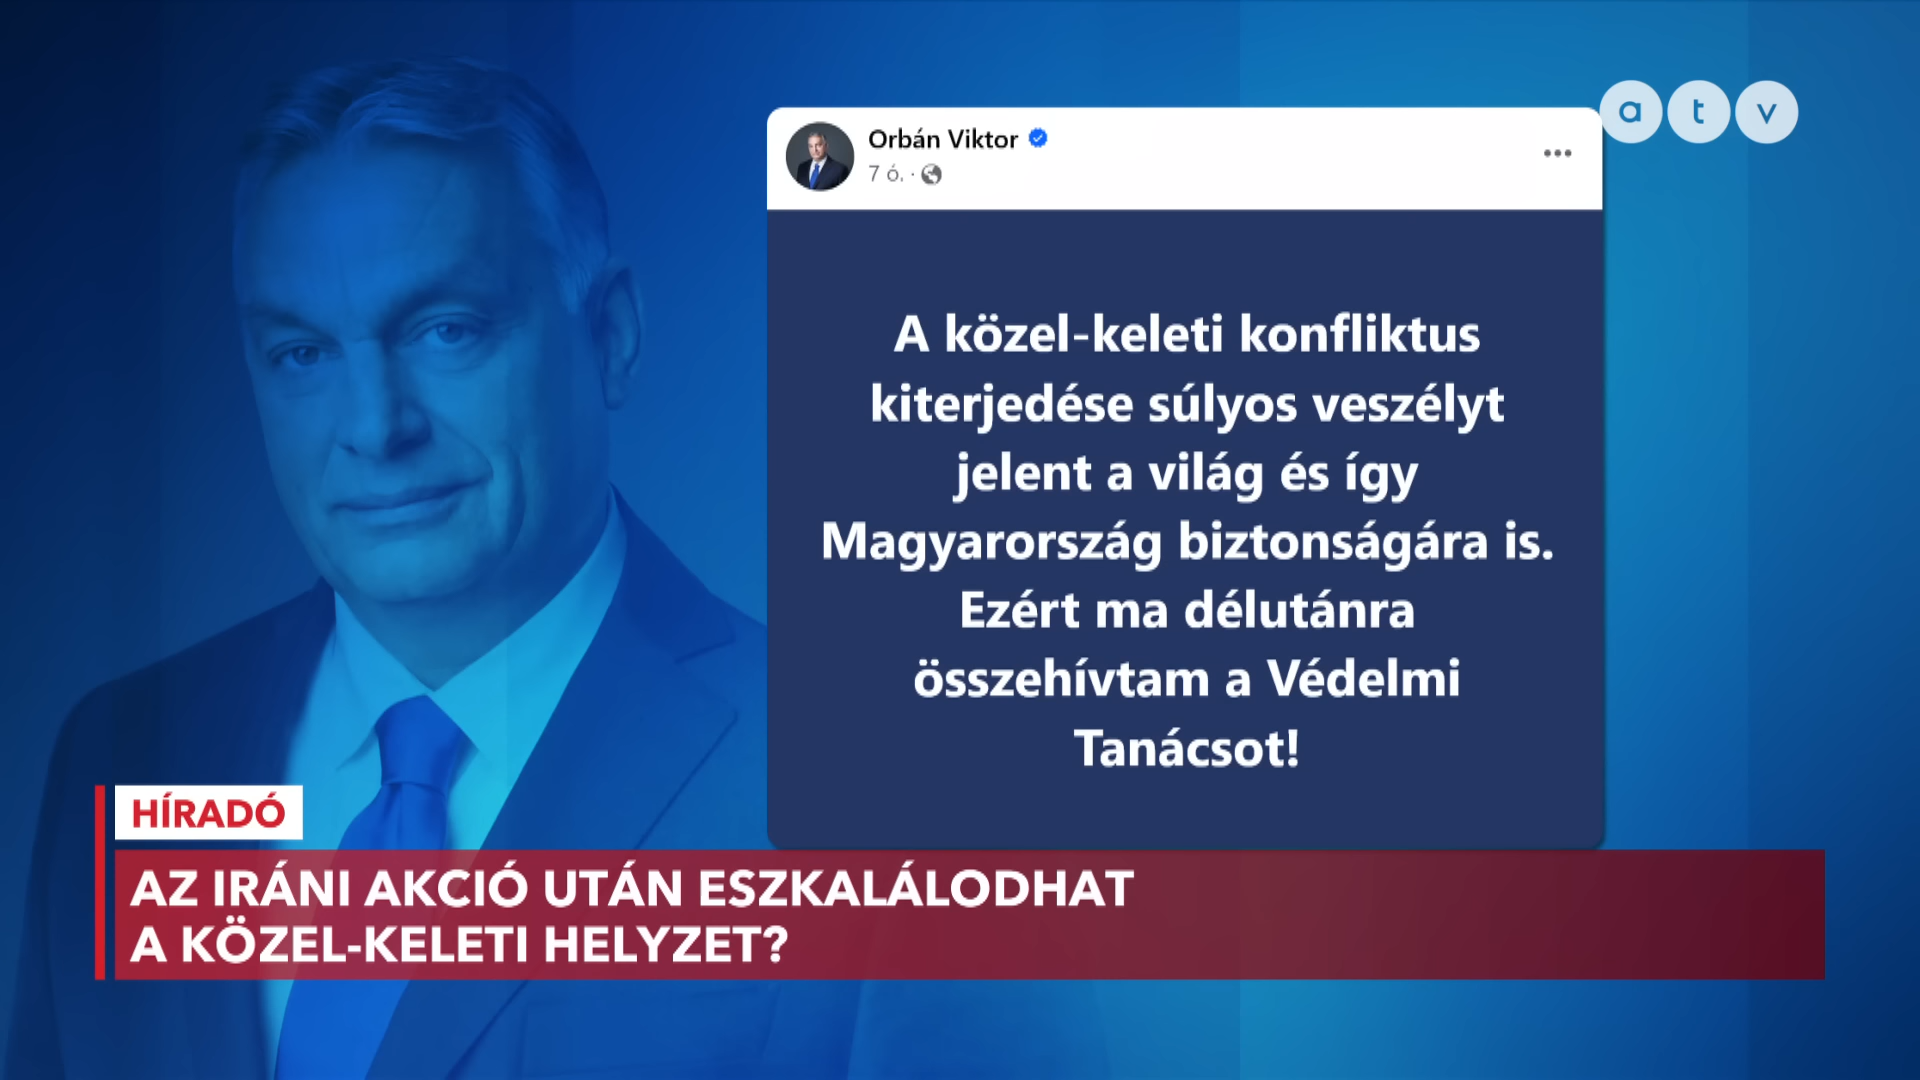 a t v
Orbán Viktor
7 ó. ·
A közel-keleti konfliktus
kiterjedése súlyos veszélyt
jelent a világ és így
Magyarország biztonságára is.
Ezért ma délutánra
összehívtam a Védelmi
Tanácsot!
HÍRADÓ
AZ IRÁNI AKCIÓ UTÁN ESZKALÁLODHAT
A KÖZEL-KELETI HELYZET?